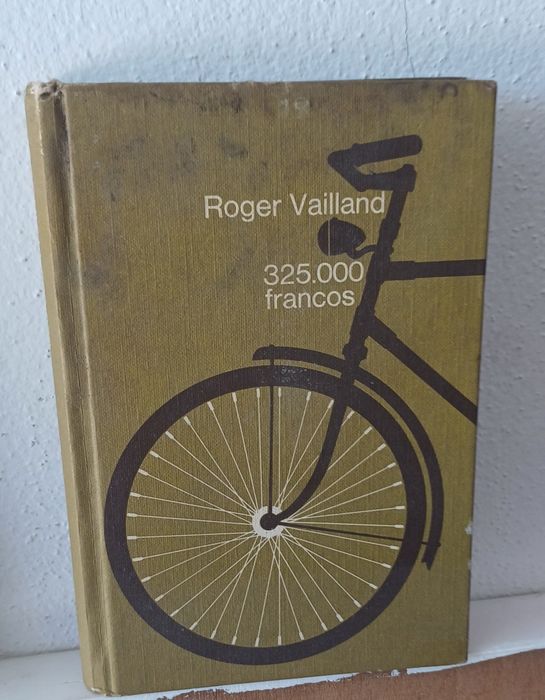 Roger Vailland
325.000
francos